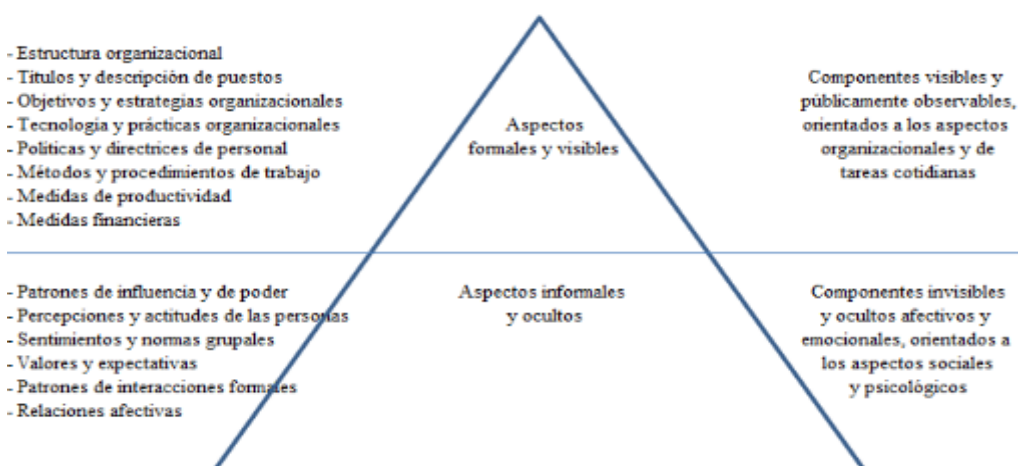 - Estructura organizacional
- Títulos y descripción de puestos
- Objetivos y estrategias organizacionales
- Tecnología y prácticas organizacionales
- Políticas y directrices de personal
- Métodos y procedimientos de trabajo
- Medidas de productividad
- Medidas financieras
Aspectos
formales y visibles
Componentes visibles y
públicamente observables,
orientados a los aspectos
organizacionales y de
tareas cotidianas
- Patrones de influencia y de poder
- Percepciones y actitudes de las personas
- Sentimientos y normas grupales
- Valores y expectativas
- Patrones de interacciones formales
- Relaciones afectivas
Aspectos informales
y ocultos
Componentes invisibles
y ocultos afectivos y
emocionales, orientados a
los aspectos sociales
y psicológicos